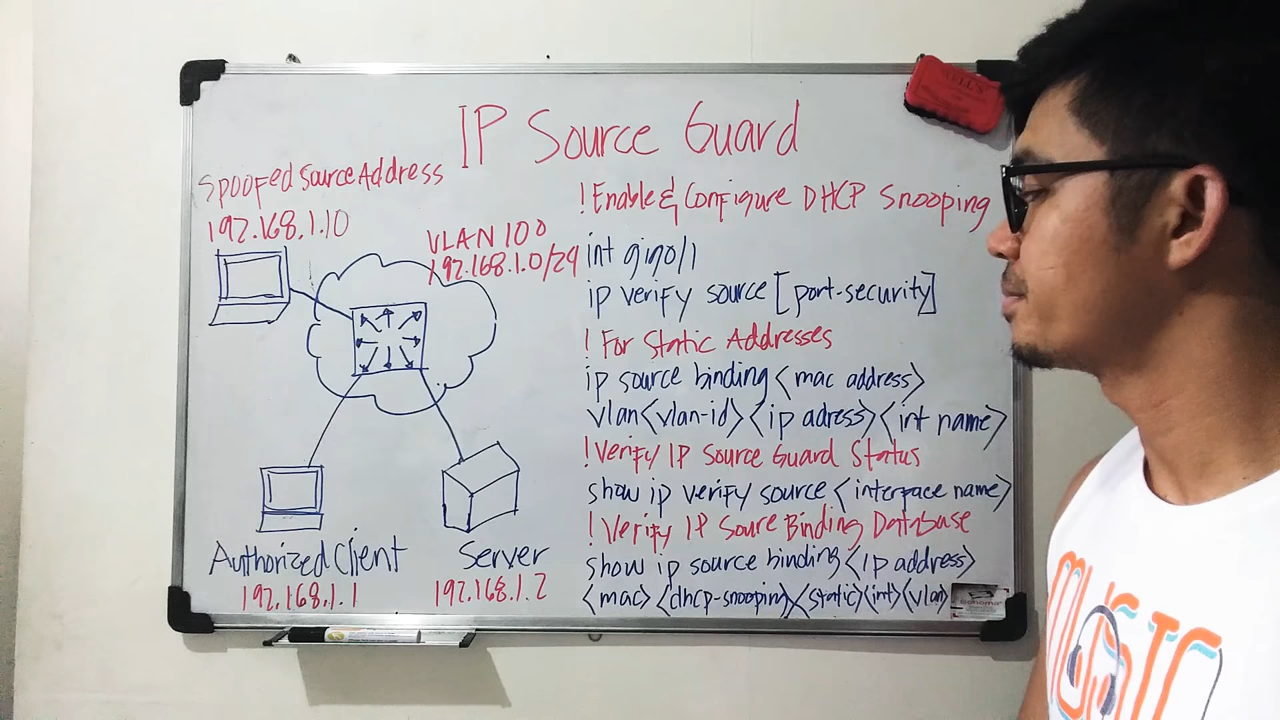 IP Source Guard
Spoofed Source Address
192.168.1.10
VLAN 100
192.168.1.0/24
Authorized Client
192.168.1.1
Server
192.168.1.2
! Enable & Configure DHCP Snooping
int gig0/1
ip verify source [port-security]
! For Static Addresses
ip source binding <mac address>
vlan <vlan-id> <ip adress> <int name>
! Verify IP Source Guard Status
show ip verify source <interface name>
! Verify IP Soure Binding Database
show ip source binding <ip address>
<mac> <dhcp-snooping> <static> <int> <vlan>
MUSIC